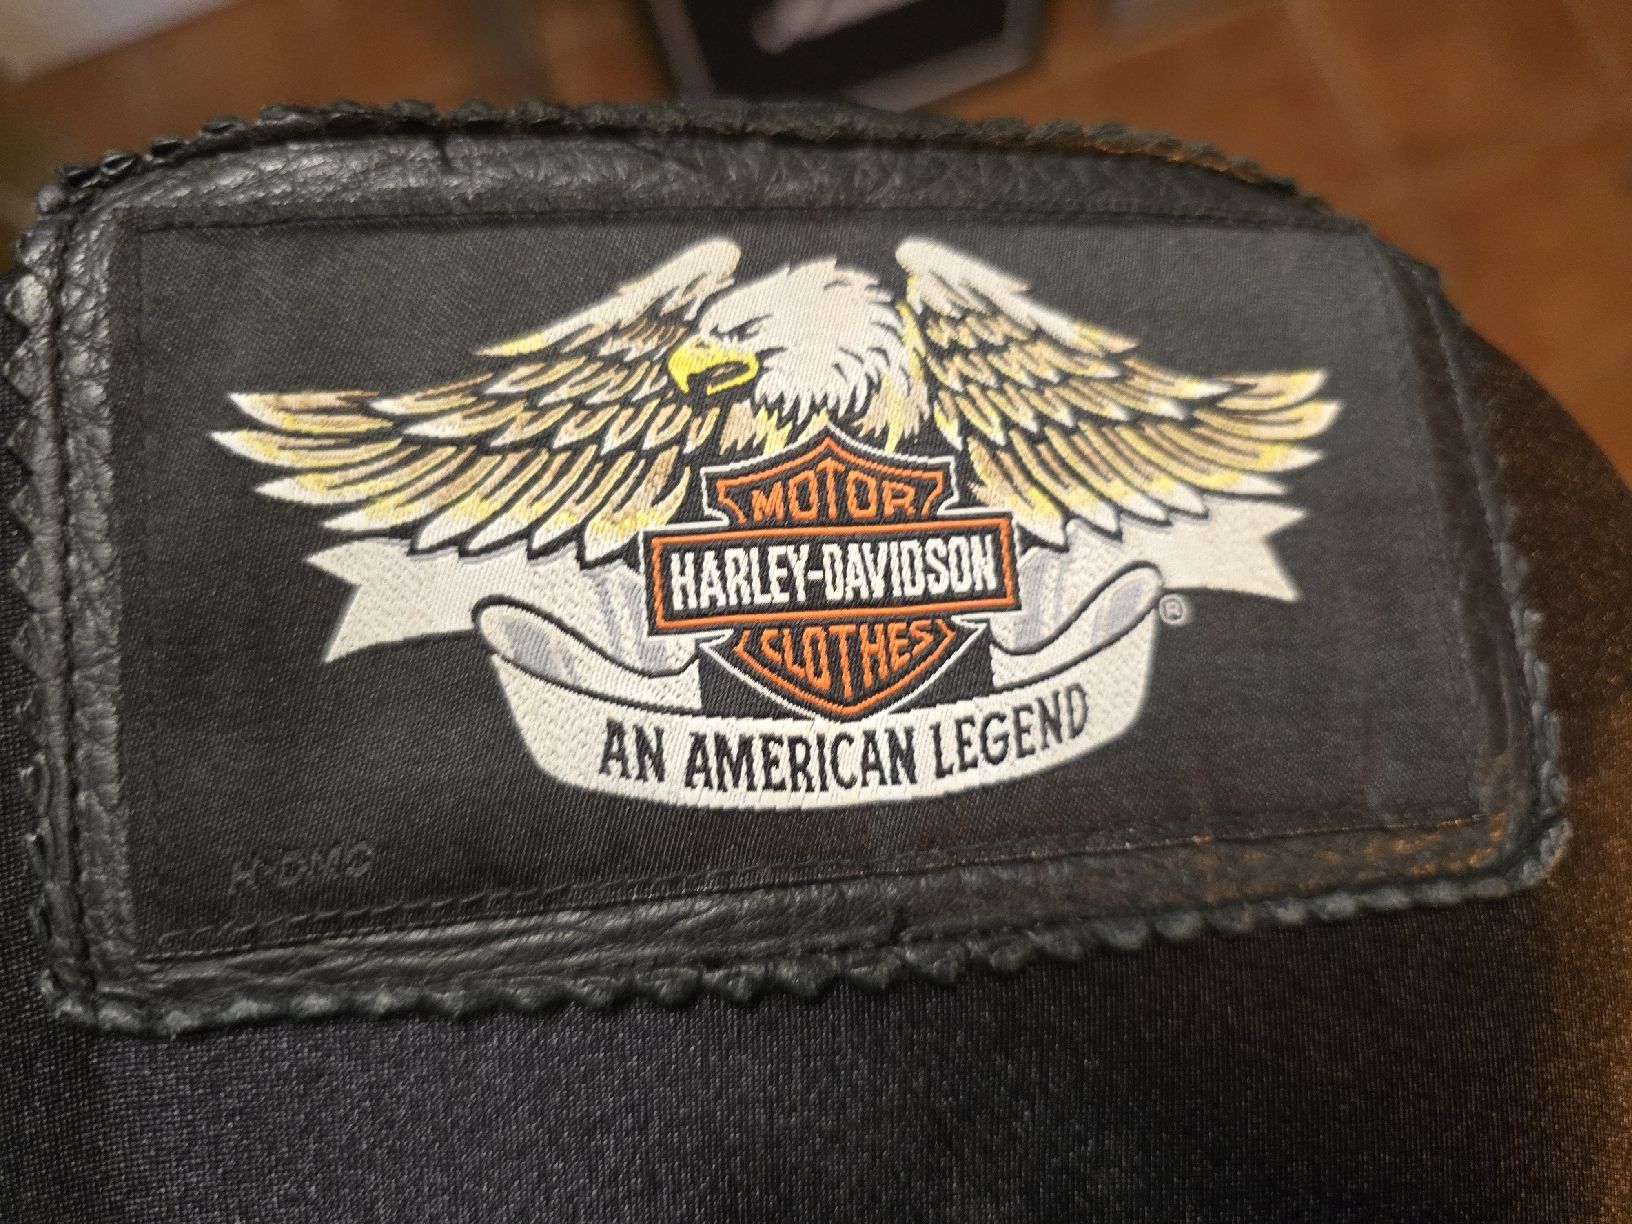 MOTOR
HARLEY-DAVIDSON
CLOTHES
®
AN AMERICAN LEGEND
H-DMC